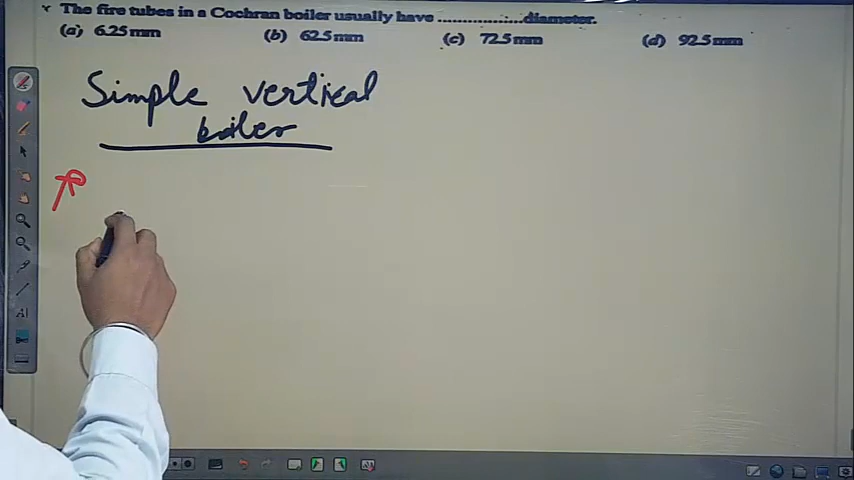 The fire tubes in a Cochran boiler usually have ....................diameter.
(a) 6.25 mm (b) 62.5 mm (c) 72.5 mm (d) 92.5 mm
Simple vertical
boiler